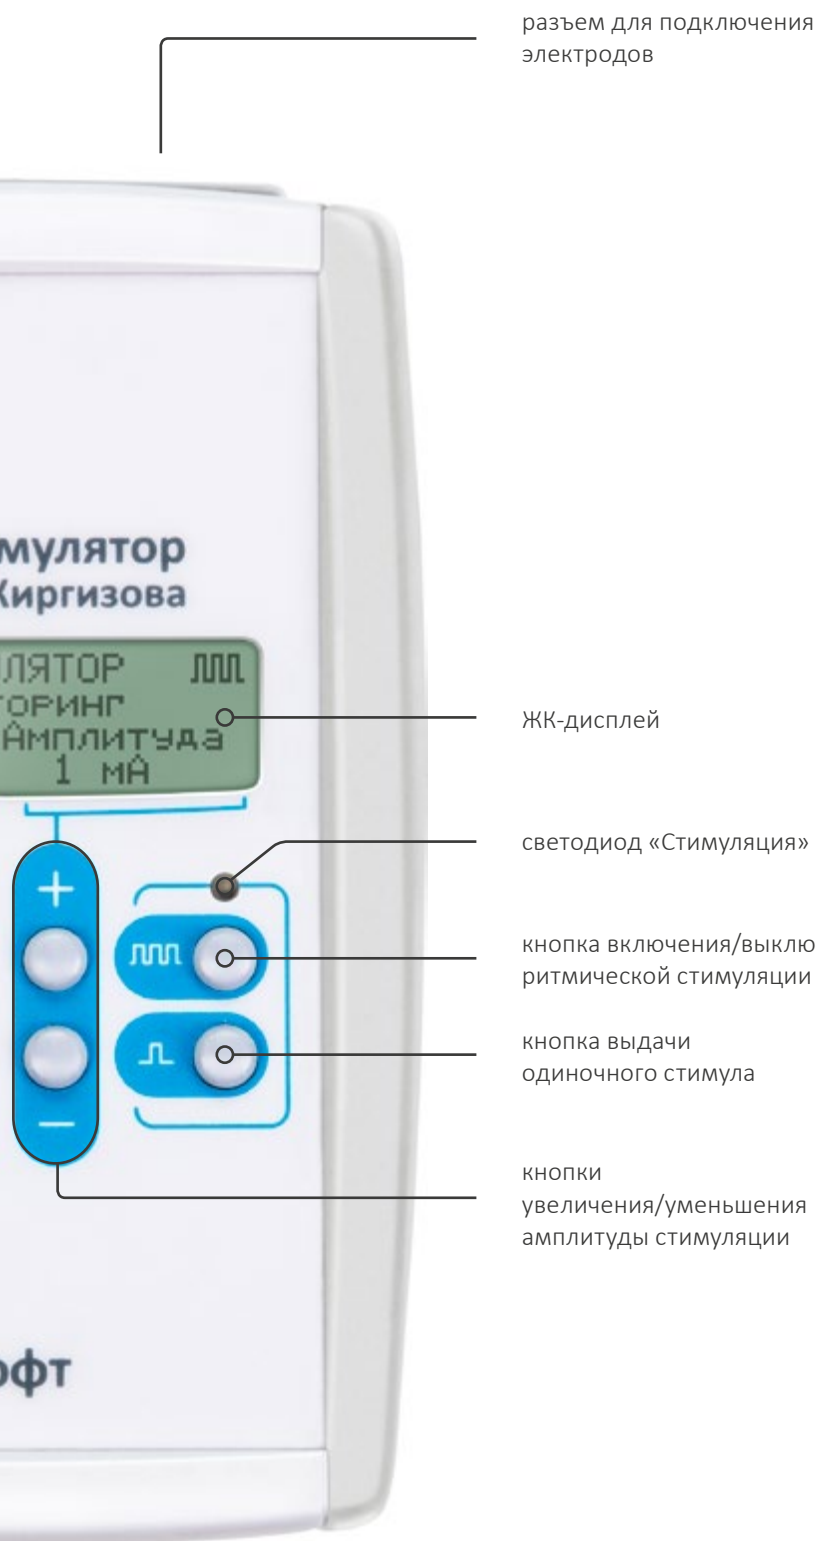 разъем для подключения
электродов
мулятор
Киргизова
ЛЯТОР
ТОРИНГ
Амплитуда
1 мА
ЖК-дисплей
светодиод «Стимуляция»
+
кнопка включения/выклю
ритмической стимуляции
кнопка выдачи
одиночного стимула
–
кнопки
увеличения/уменьшения
амплитуды стимуляции
офт